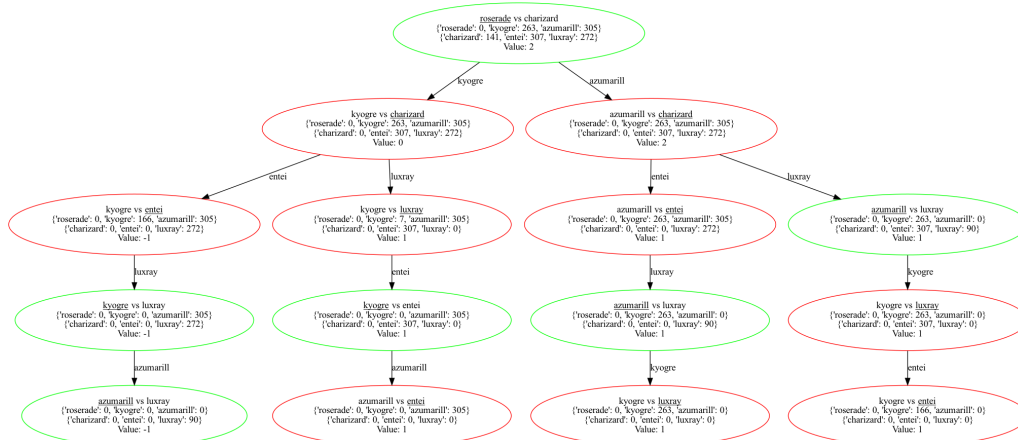 roserade vs charizard
{'roserade': 0, 'kyogre': 263, 'azumarill': 305}
{'charizard': 141, 'entei': 307, 'luxray': 272}
Value: 2
kyogre
azumarill
kyogre vs charizard
{'roserade': 0, 'kyogre': 263, 'azumarill': 305}
{'charizard': 0, 'entei': 307, 'luxray': 272}
Value: 0
azumarill vs charizard
{'roserade': 0, 'kyogre': 263, 'azumarill': 305}
{'charizard': 0, 'entei': 307, 'luxray': 272}
Value: 2
entei
luxray
entei
luxray
kyogre vs entei
{'roserade': 0, 'kyogre': 166, 'azumarill': 305}
{'charizard': 0, 'entei': 0, 'luxray': 272}
Value: -1
kyogre vs luxray
{'roserade': 0, 'kyogre': 7, 'azumarill': 305}
{'charizard': 0, 'entei': 307, 'luxray': 0}
Value: 1
azumarill vs entei
{'roserade': 0, 'kyogre': 263, 'azumarill': 305}
{'charizard': 0, 'entei': 0, 'luxray': 272}
Value: 1
azumarill vs luxray
{'roserade': 0, 'kyogre': 263, 'azumarill': 0}
{'charizard': 0, 'entei': 307, 'luxray': 90}
Value: 1
luxray
entei
luxray
kyogre
kyogre vs luxray
{'roserade': 0, 'kyogre': 0, 'azumarill': 305}
{'charizard': 0, 'entei': 0, 'luxray': 272}
Value: -1
kyogre vs entei
{'roserade': 0, 'kyogre': 0, 'azumarill': 305}
{'charizard': 0, 'entei': 307, 'luxray': 0}
Value: 1
azumarill vs luxray
{'roserade': 0, 'kyogre': 263, 'azumarill': 0}
{'charizard': 0, 'entei': 0, 'luxray': 90}
Value: 1
kyogre vs luxray
{'roserade': 0, 'kyogre': 263, 'azumarill': 0}
{'charizard': 0, 'entei': 307, 'luxray': 0}
Value: 1
azumarill
azumarill
kyogre
entei
azumarill vs luxray
{'roserade': 0, 'kyogre': 0, 'azumarill': 0}
{'charizard': 0, 'entei': 0, 'luxray': 90}
Value: -1
azumarill vs entei
{'roserade': 0, 'kyogre': 0, 'azumarill': 305}
{'charizard': 0, 'entei': 0, 'luxray': 0}
Value: 1
kyogre vs luxray
{'roserade': 0, 'kyogre': 263, 'azumarill': 0}
{'charizard': 0, 'entei': 0, 'luxray': 0}
Value: 1
kyogre vs entei
{'roserade': 0, 'kyogre': 166, 'azumarill': 0}
{'charizard': 0, 'entei': 0, 'luxray': 0}
Value: 1